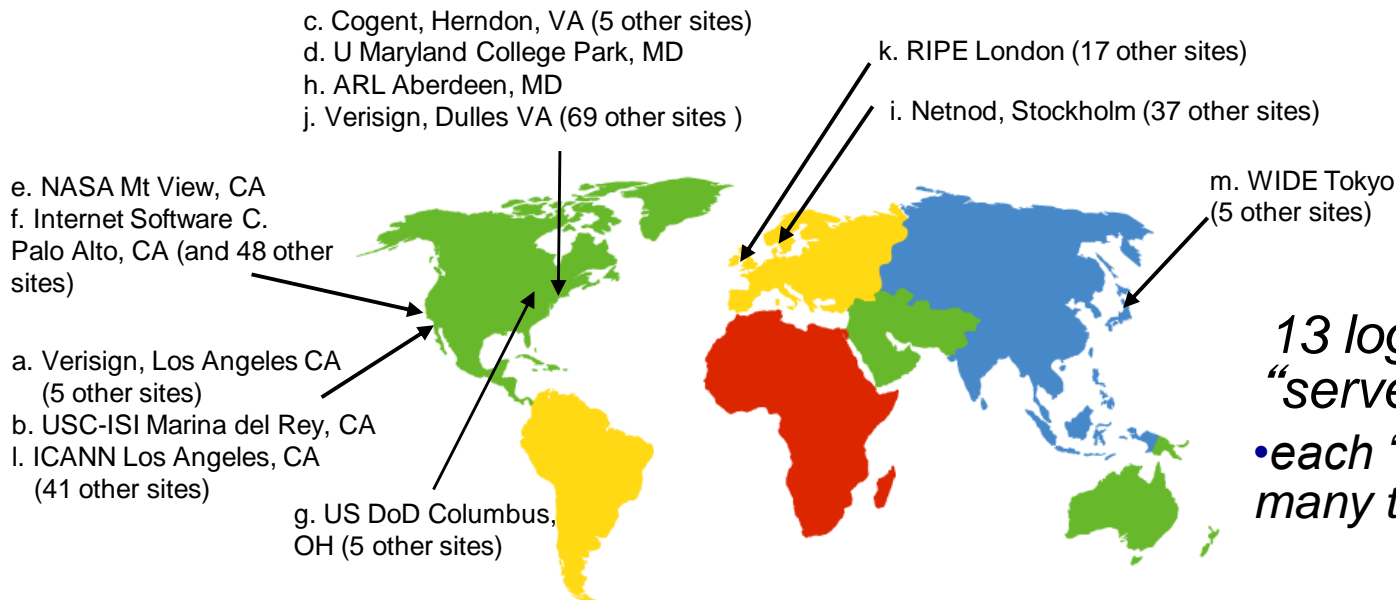 c. Cogent, Herndon, VA (5 other sites)
d. U Maryland College Park, MD
h. ARL Aberdeen, MD
j. Verisign, Dulles VA (69 other sites )
k. RIPE London (17 other sites)
i. Netnod, Stockholm (37 other sites)
m. WIDE Tokyo
(5 other sites)
e. NASA Mt View, CA
f. Internet Software C.
Palo Alto, CA (and 48 other
sites)
a. Verisign, Los Angeles CA
(5 other sites)
b. USC-ISI Marina del Rey, CA
l. ICANN Los Angeles, CA
(41 other sites)
g. US DoD Columbus,
OH (5 other sites)
13
“
•each “
many